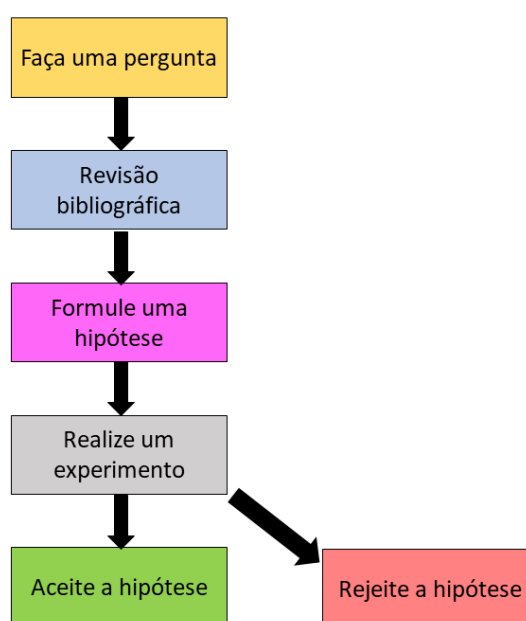 Faça uma pergunta
Revisão
bibliográfica
Formule uma
hipótese
Realize um
experimento
Aceite a hipótese
Rejeite a hipótese